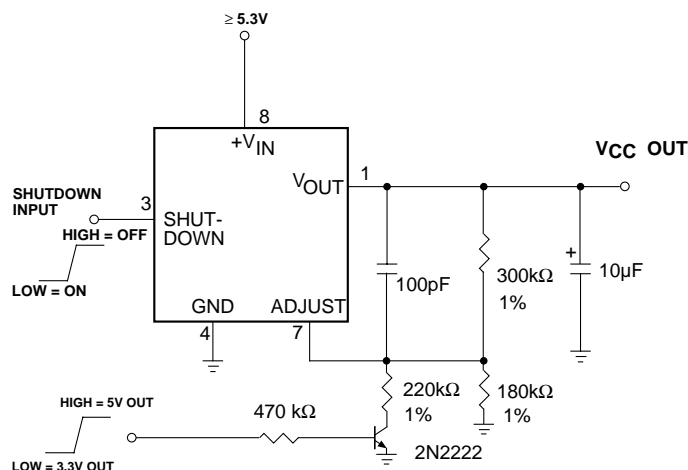 ≥ 5.3V
8
+VIN
1
VCC OUT
VOUT
SHUTDOWN
INPUT
3
SHUT-
DOWN
HIGH = OFF
LOW = ON
100pF
300kΩ
1%
+
10µF
GND
ADJUST
4
7
220kΩ
1%
180kΩ
1%
HIGH = 5V OUT
470 kΩ
LOW = 3.3V OUT
2N2222